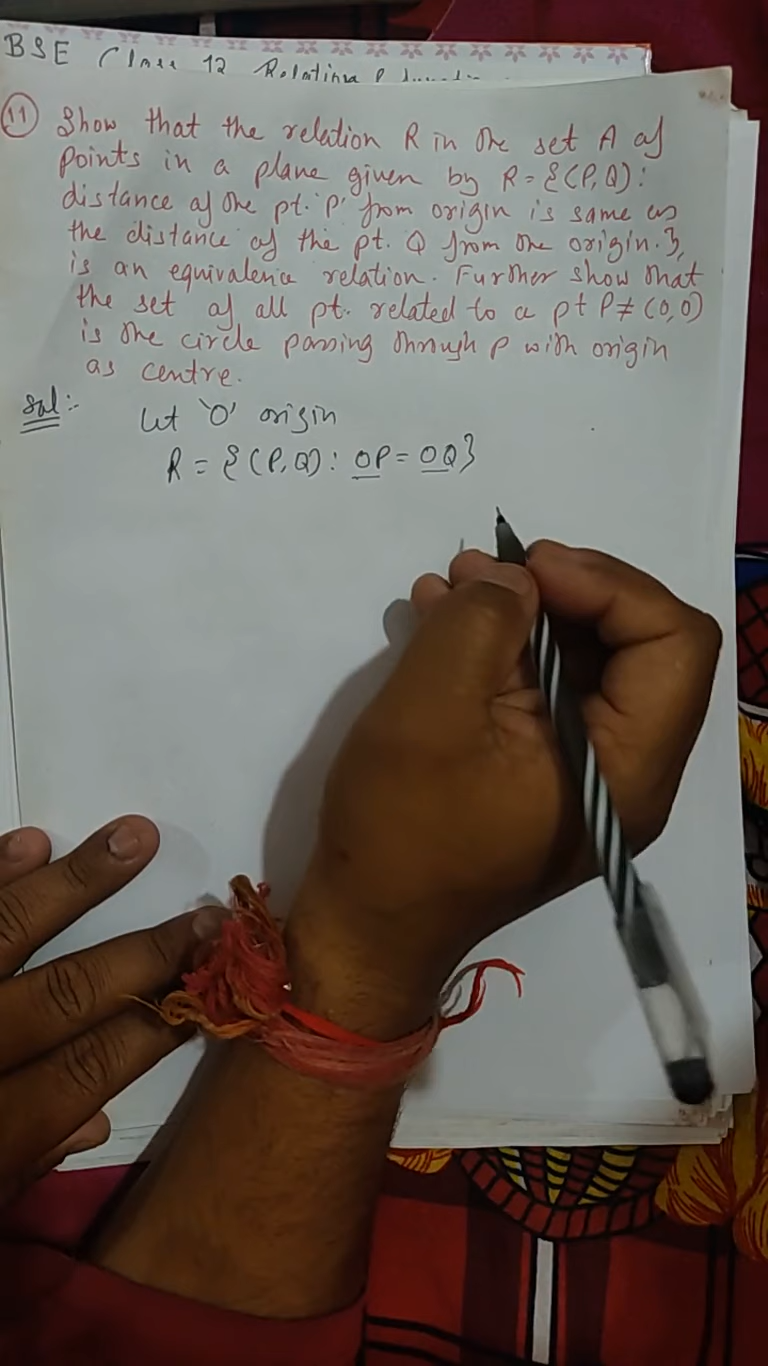 BSE Class 12 Relation
11 Show that the relation R in the set A of
points in a plane given by R = {(P,Q):
distance of the pt. 'P' from origin is same as
the distance of the pt. Q from the origin.},
is an equivalence relation. Further show that
the set of all pt. related to a pt P ≠ (0,0)
is the circle passing through P with origin
as centre.
Sol:- Let 'O' origin
R = {(P,Q): OP = OQ}